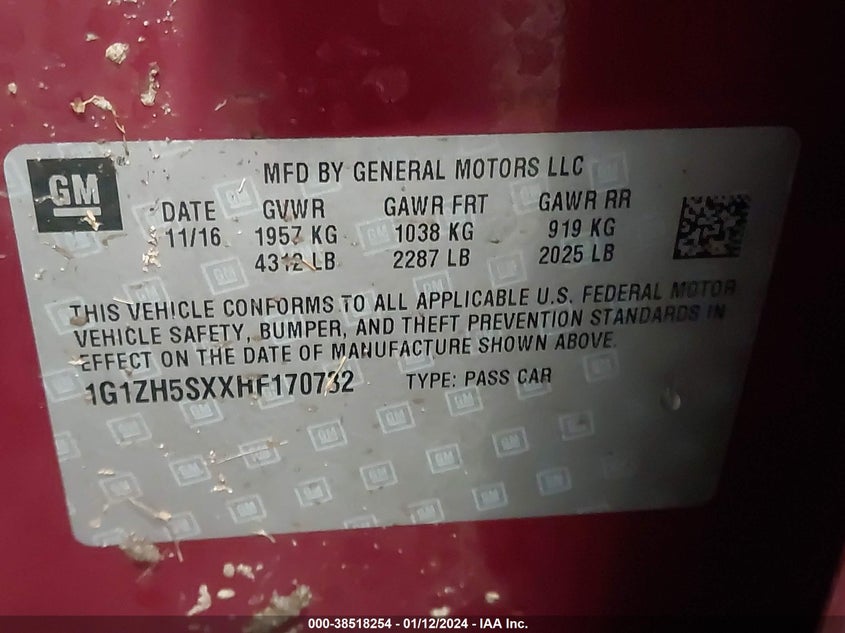 GM
MFD BY GENERAL MOTORS LLC
DATE GVWR GAWR FRT GAWR RR
11/16 1957 KG 1038 KG 919 KG
4312 LB 2287 LB 2025 LB
THIS VEHICLE CONFORMS TO ALL APPLICABLE U.S. FEDERAL MOTOR
VEHICLE SAFETY, BUMPER, AND THEFT PREVENTION STANDARDS IN
EFFECT ON THE DATE OF MANUFACTURE SHOWN ABOVE.
1G1ZH5SXXHF170732 TYPE: PASS CAR
000-38518254 - 01/12/2024 - IAA Inc.